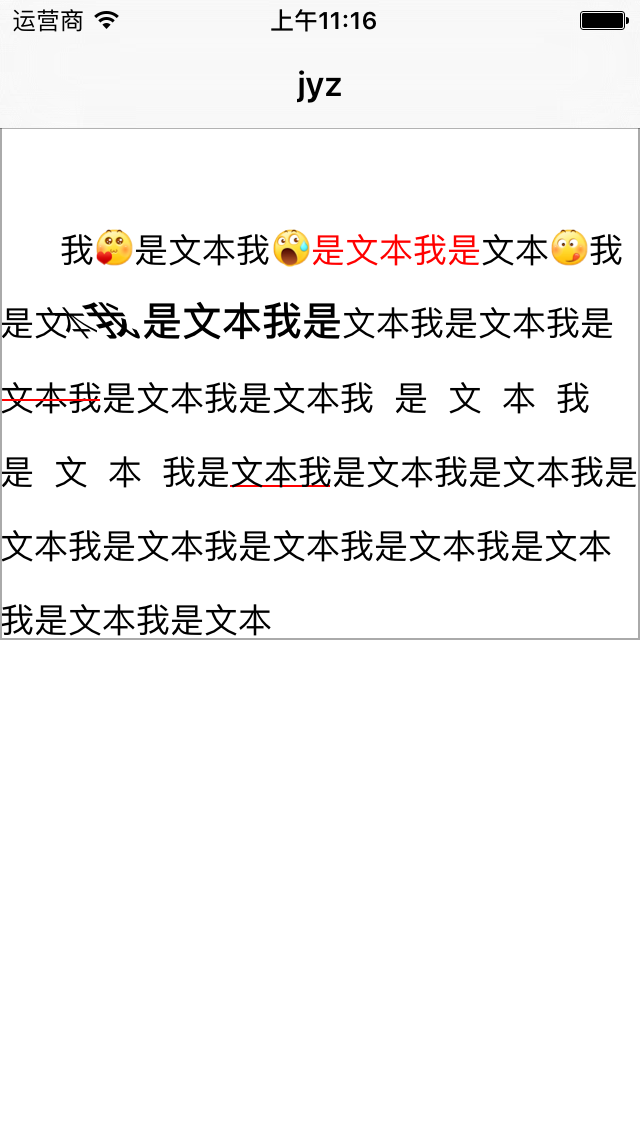 运营商 上午11:16
jyz
我😍是文本我😱是文本我是文本😋我
是文本我是文本我是文本我是文本我是
文本我是文本我是文本我 是 文 本 我
是 文 本 我是文本我是文本我是文本我是
文本我是文本我是文本我是文本我是文本
我是文本我是文本